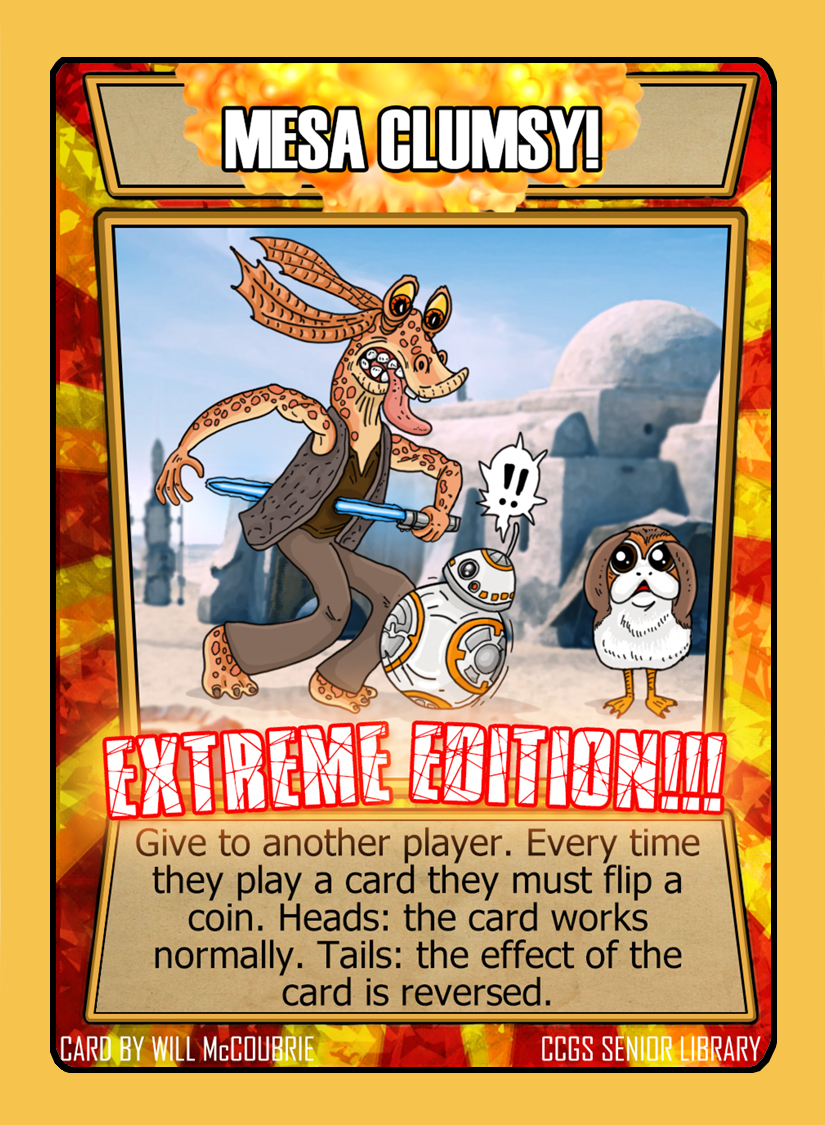 MESA CLUMSY!
!!
EXTREME EDITION!!!
Give to another player. Every time
they play a card they must flip a
coin. Heads: the card works
normally. Tails: the effect of the
card is reversed.
CARD BY WILL McCOUBRIE
CCGS SENIOR LIBRARY